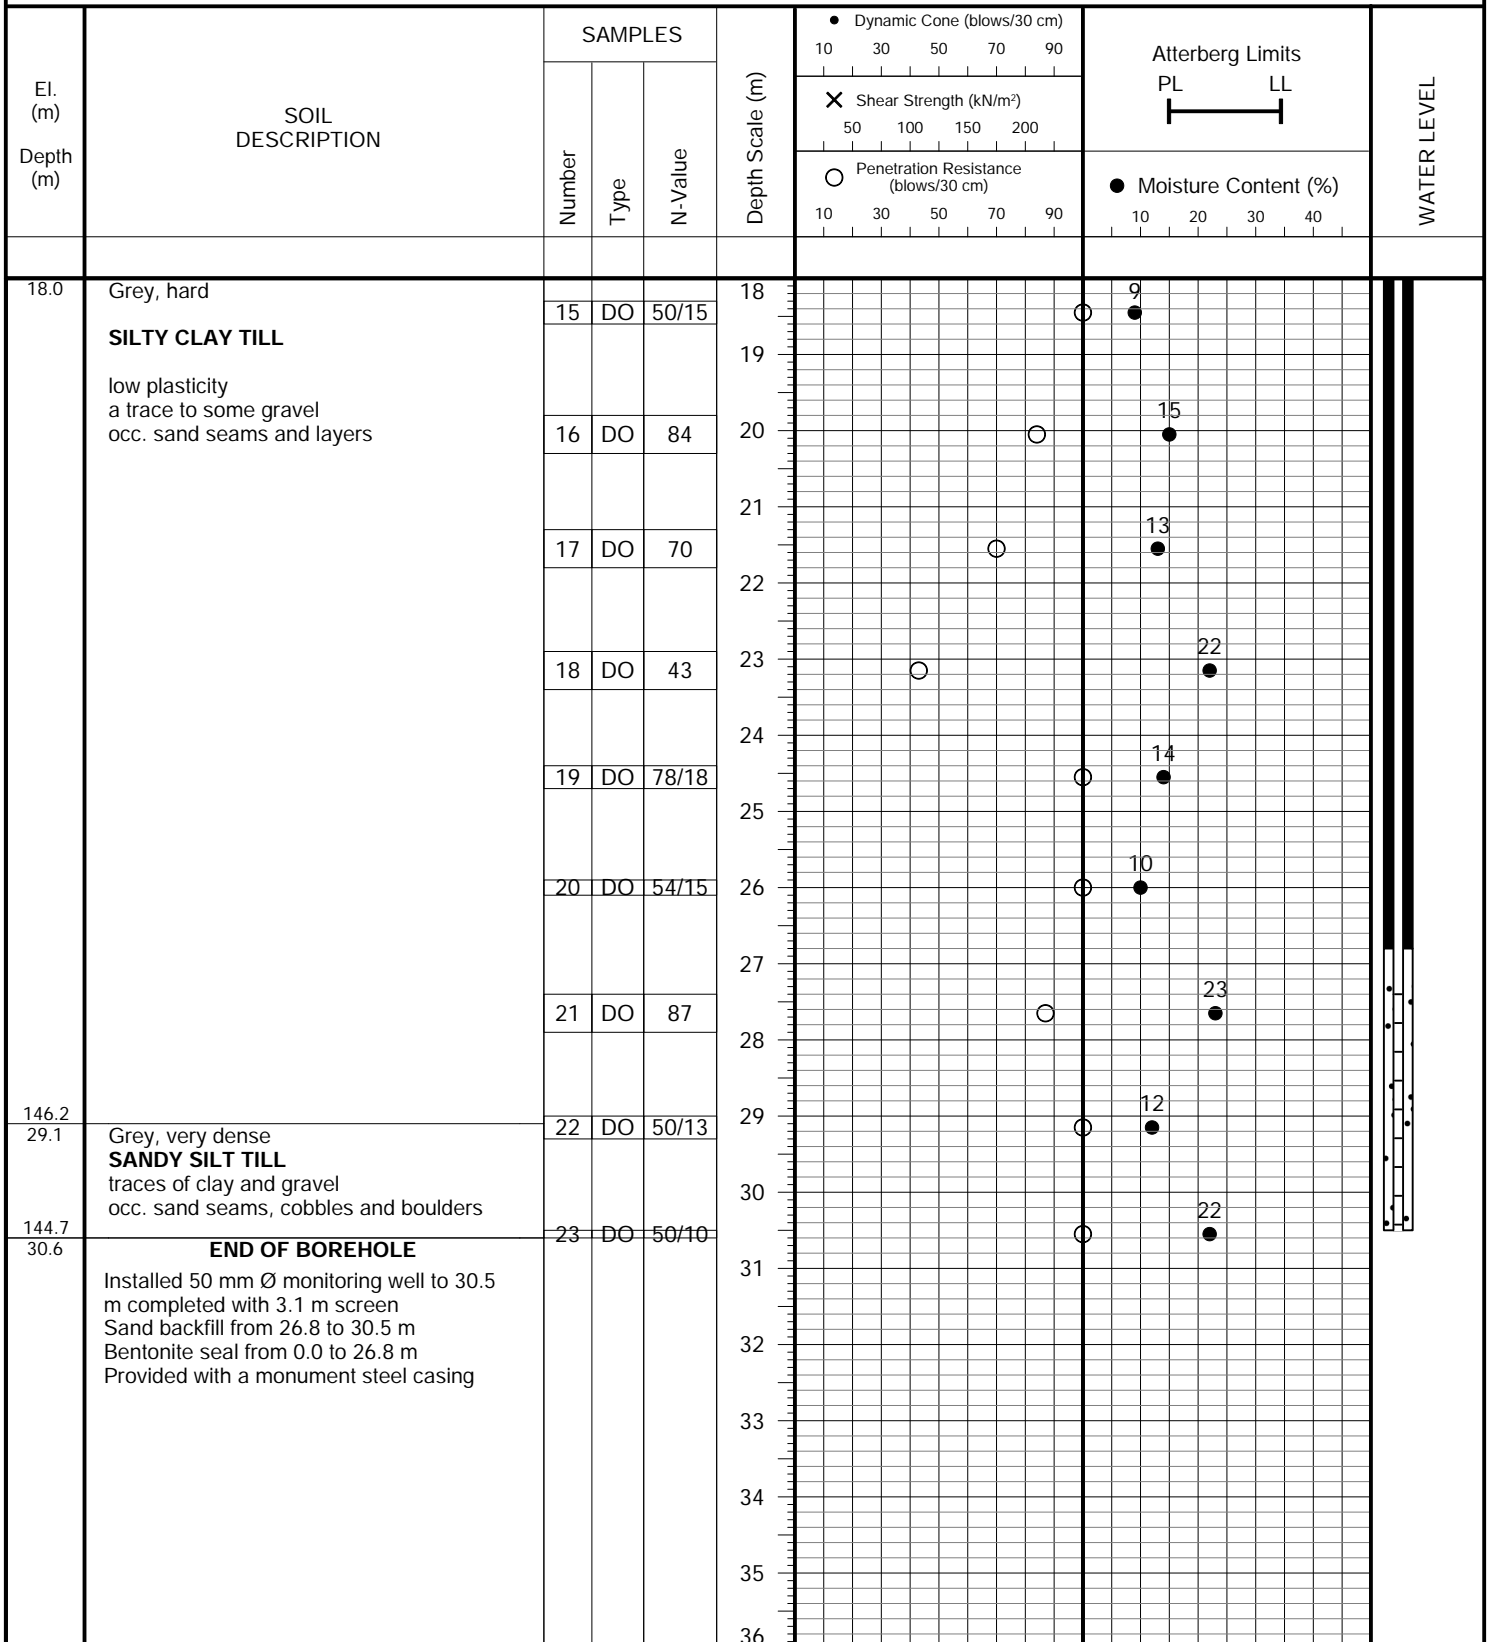 El.
(m)
Depth
(m)
SOIL
DESCRIPTION
SAMPLES
Number
Type
N-Value
Depth Scale (m)
Dynamic Cone (blows/30 cm)
10 30 50 70 90
Shear Strength (kN/m²)
50 100 150 200
Penetration Resistance
(blows/30 cm)
10 30 50 70 90
Atterberg Limits
PL LL
Moisture Content (%)
10 20 30 40
WATER LEVEL
18.0 Grey, hard 18
15 DO 50/15 9
SILTY CLAY TILL
19
low plasticity
a trace to some gravel
occ. sand seams and layers
16 DO 84 20 15
21
17 DO 70 13
22
18 DO 43 23 22
24
19 DO 78/18 14
25
20 DO 54/15 26 10
27
21 DO 87 23
28
146.2 29
29.1 Grey, very dense
22 DO 50/13 12
SANDY SILT TILL
traces of clay and gravel
occ. sand seams, cobbles and boulders
30
144.7 23 DO 50/10 22
30.6 END OF BOREHOLE
31
Installed 50 mm Ø monitoring well to 30.5
m completed with 3.1 m screen
Sand backfill from 26.8 to 30.5 m
Bentonite seal from 0.0 to 26.8 m
Provided with a monument steel casing
32
33
34
35
36